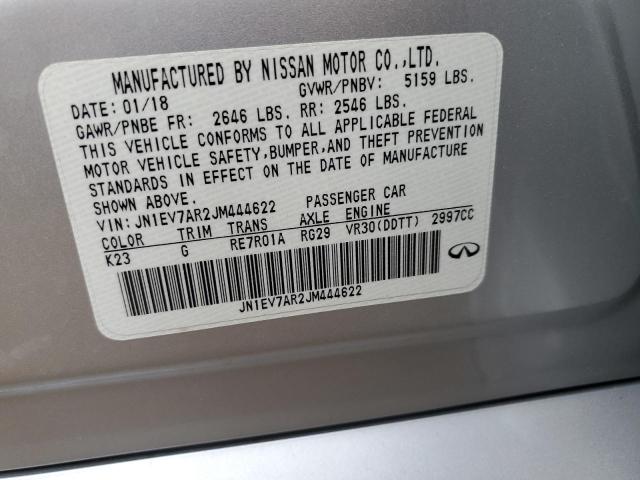 MANUFACTURED BY NISSAN MOTOR CO.,LTD.
DATE: 01/18 GVWR/PNBV: 5159 LBS.
GAWR/PNBE FR: 2646 LBS. RR: 2546 LBS.
THIS VEHICLE CONFORMS TO ALL APPLICABLE FEDERAL
MOTOR VEHICLE SAFETY,BUMPER,AND THEFT PREVENTION
STANDARDS IN EFFECT ON THE DATE OF MANUFACTURE
SHOWN ABOVE.
VIN: JN1EV7AR2JM444622 PASSENGER CAR
COLOR TRIM TRANS AXLE ENGINE
K23 G RE7R01A RG29 VR30(DDTT) 2997CC
JN1EV7AR2JM444622